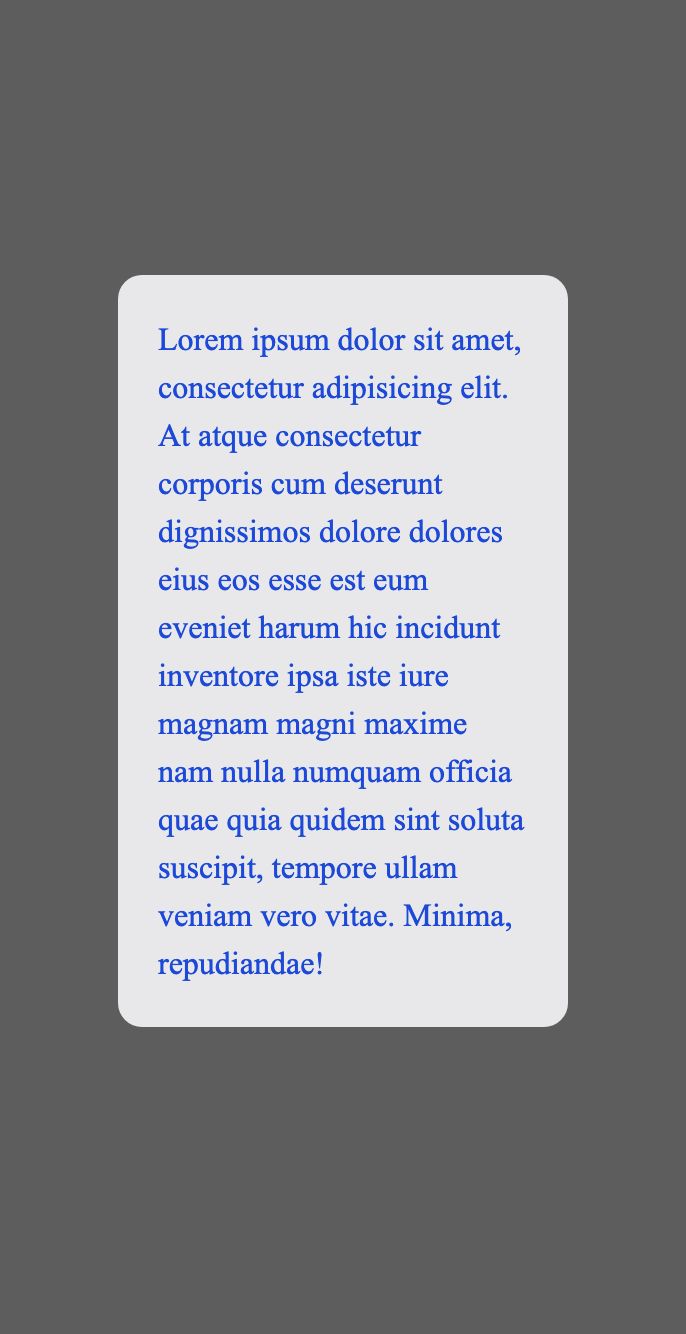 Lorem ipsum dolor sit amet,
consectetur adipisicing elit.
At atque consectetur
corporis cum deserunt
dignissimos dolore dolores
eius eos esse est eum
eveniet harum hic incidunt
inventore ipsa iste iure
magnam magni maxime
nam nulla numquam officia
quae quia quidem sint soluta
suscipit, tempore ullam
veniam vero vitae. Minima,
repudiandae!